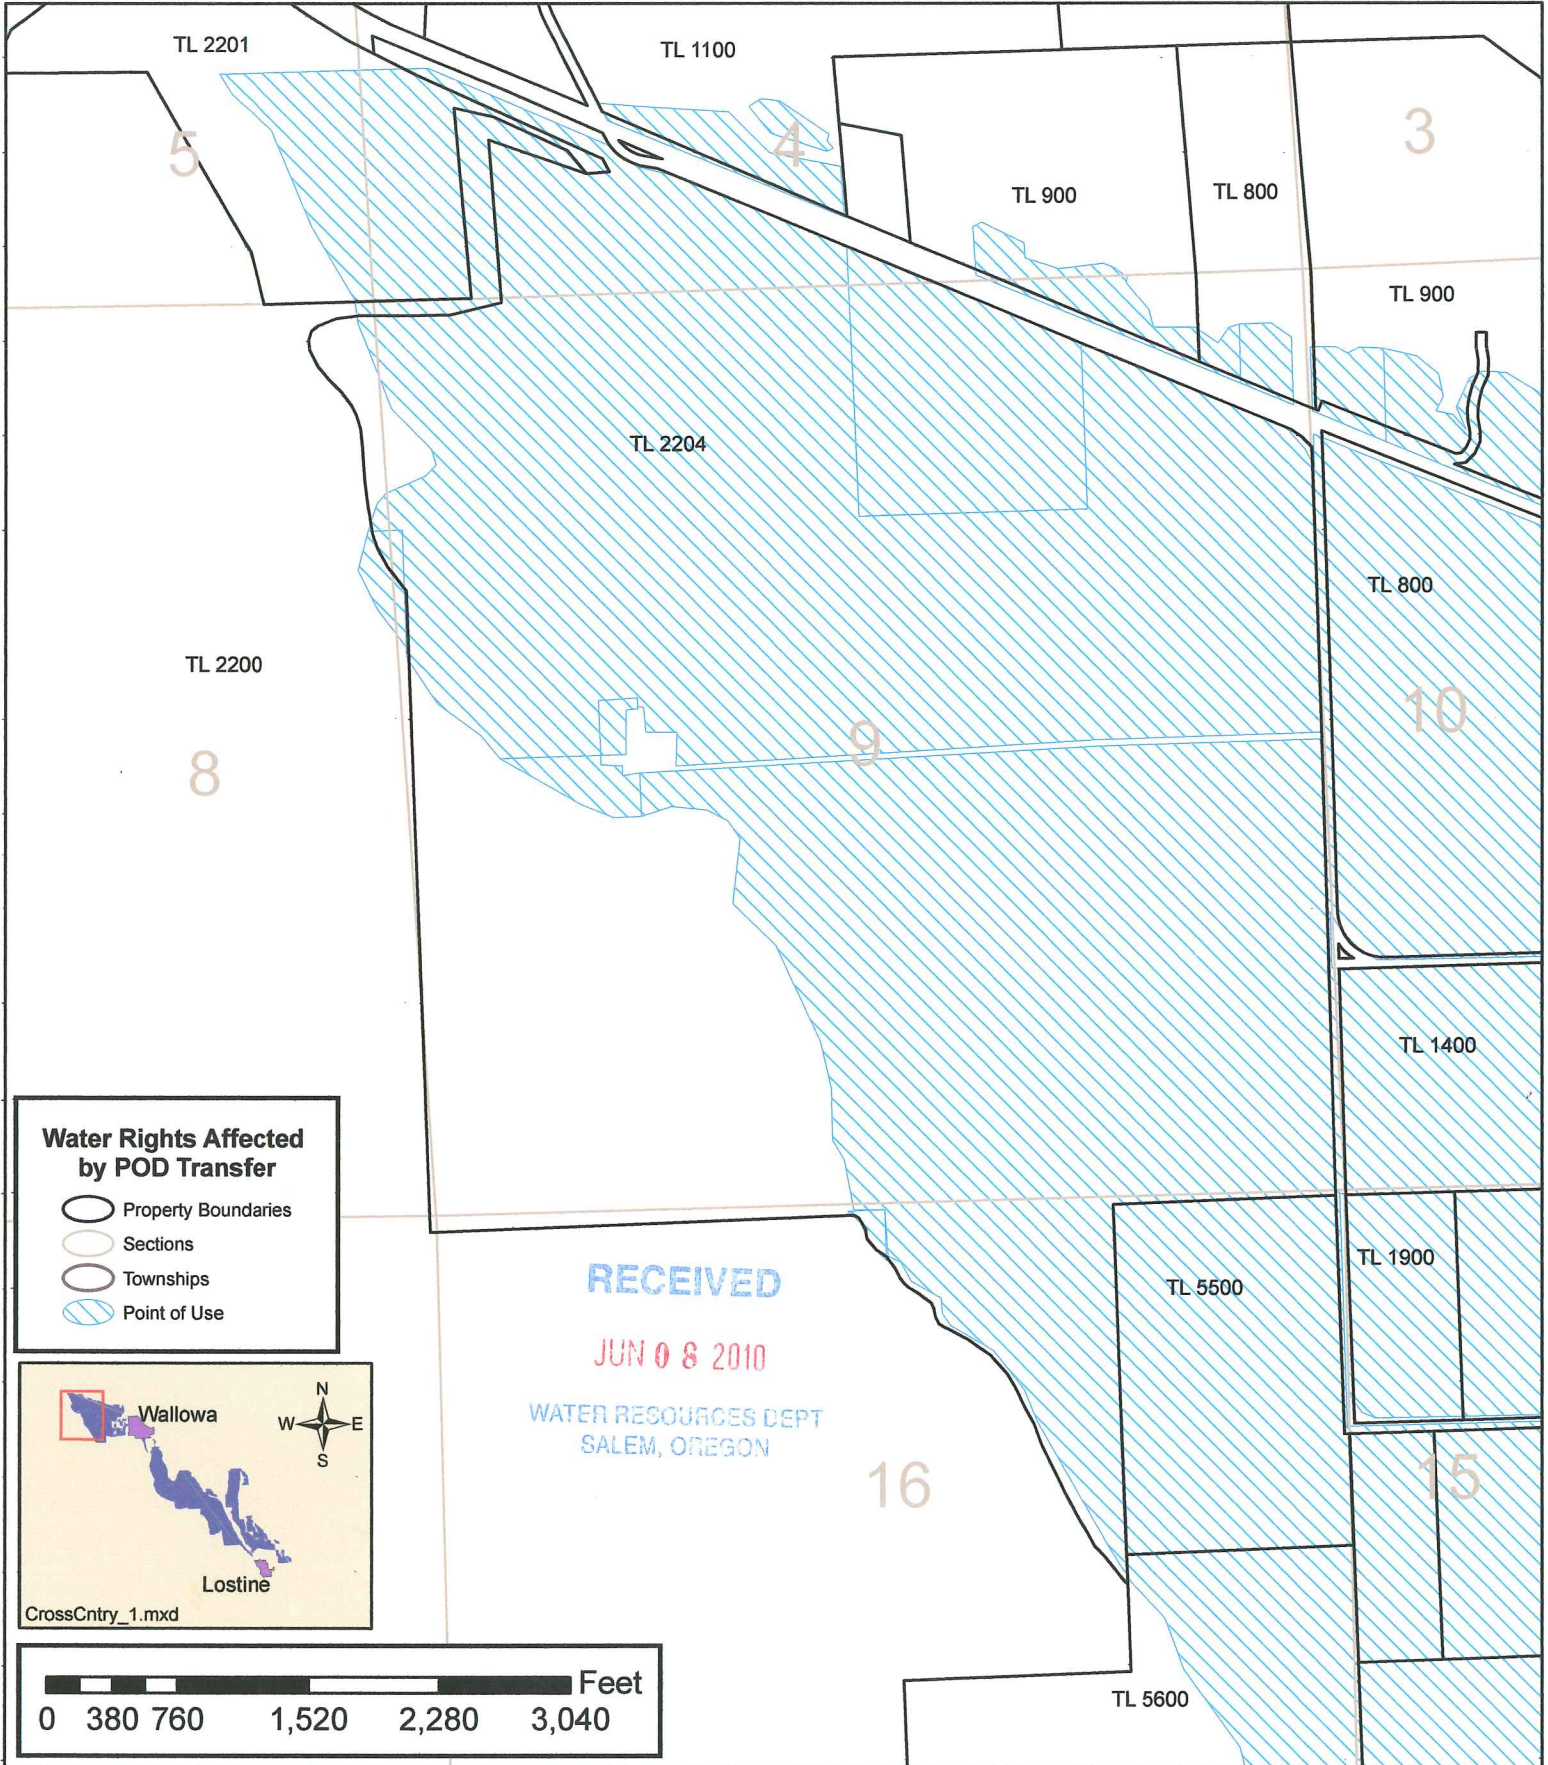 TL 2201
TL 1100
5
4
3
TL 900
TL 800
TL 900
TL 2204
TL 800
TL 2200
10
9
8
TL 1400
Water Rights Affected
by POD Transfer
Property Boundaries
Sections
Townships
Point of Use
TL 1900
TL 5500
RECEIVED
JUN 08 2010
WATER RESOURCES DEPT
SALEM, OREGON
16
15
N
W E
S
Wallowa
Lostine
CrossCntry_1.mxd
TL 5600
Feet
0 380 760 1,520 2,280 3,040